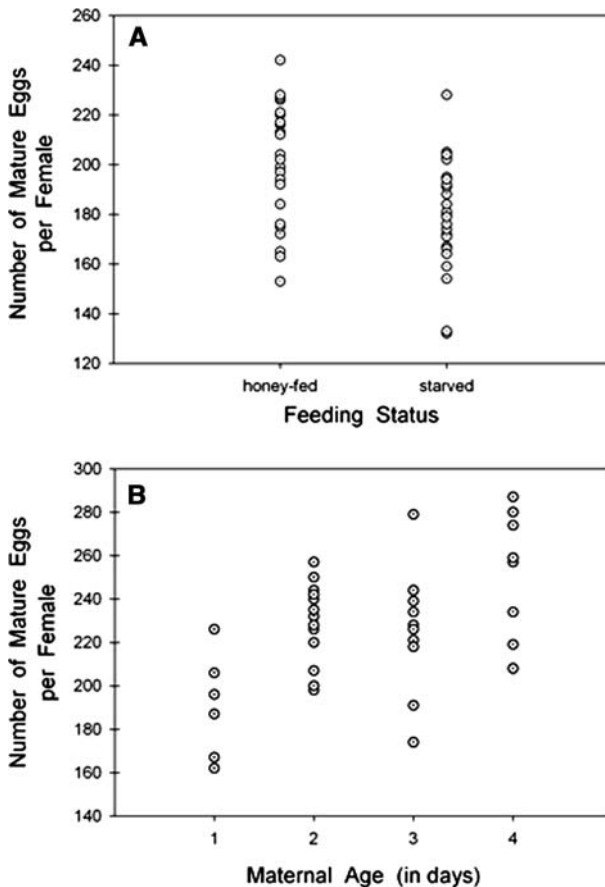 A
Number of Mature Eggs
per Female
260
240
220
200
180
160
140
120
honey-fed
starved
Feeding Status
B
Number of Mature Eggs
per Female
300
280
260
240
220
200
180
160
140
1
2
3
4
Maternal Age (in days)